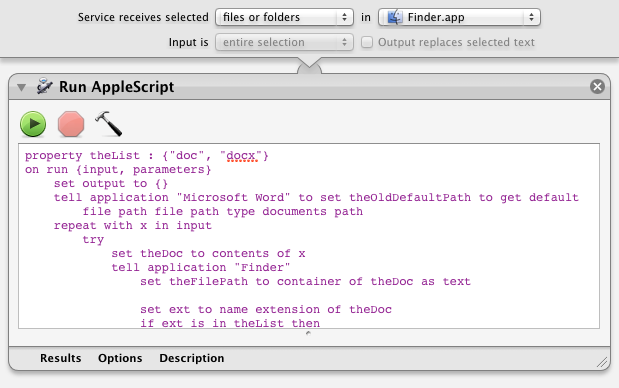 Service receives selected files or folders in Finder.app
Input is entire selection Output replaces selected text
Run AppleScript
property theList : {"doc", "docx"}
on run {input, parameters}
set output to {}
tell application "Microsoft Word" to set theOldDefaultPath to get default
file path file path type documents path
repeat with x in input
try
set theDoc to contents of x
tell application "Finder"
set theFilePath to container of theDoc as text
set ext to name extension of theDoc
if ext is in theList then
Results Options Description